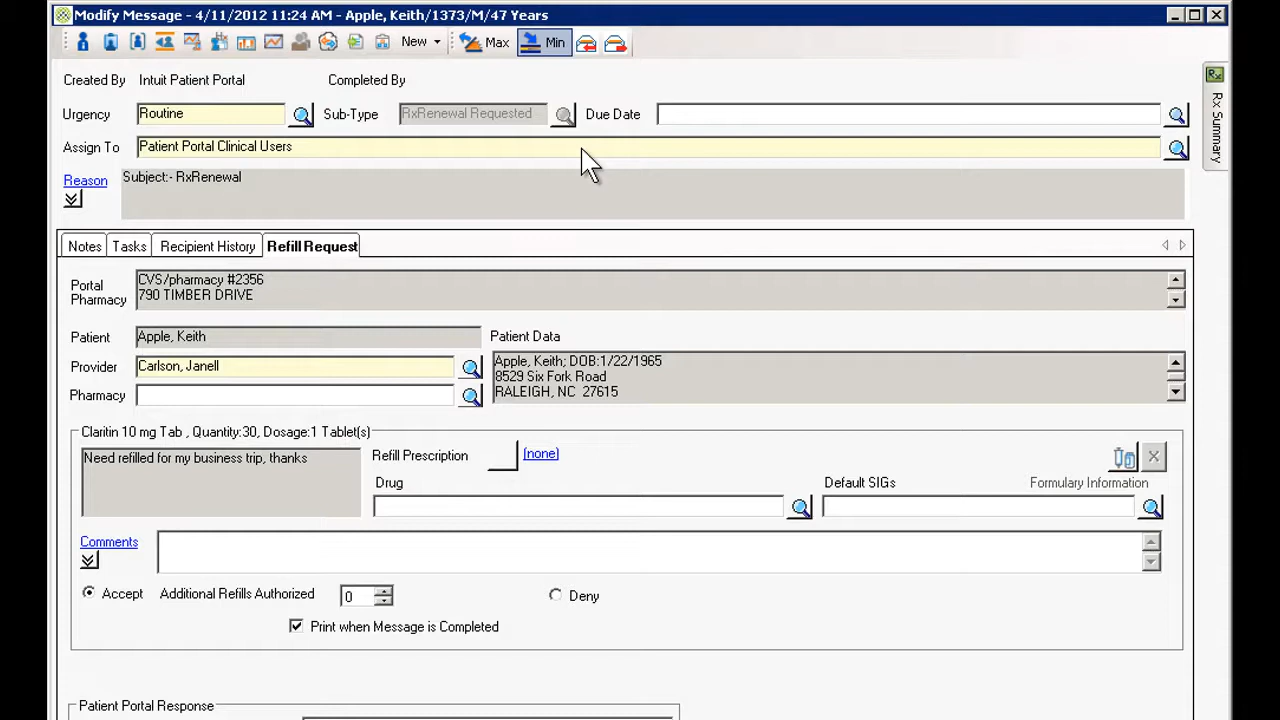 Modify Message - 4/11/2012 11:24 AM - Apple, Keith/1373/M/47 Years
New Max Min
Created By Intuit Patient Portal Completed By
Urgency Routine Sub-Type RxRenewal Requested Due Date
Assign To Patient Portal Clinical Users
Reason Subject:- RxRenewal
Rx Summary
Notes Tasks Recipient History Refill Request
Portal Pharmacy
CVS/pharmacy #2356
790 TIMBER DRIVE
Patient Apple, Keith Patient Data
Provider Carlson, Janell
Apple, Keith; DOB:1/22/1965
8529 Six Fork Road
RALEIGH, NC 27615
Pharmacy
Claritin 10 mg Tab , Quantity:30, Dosage:1 Tablet(s)
Need refilled for my business trip, thanks
Refill Prescription (none)
Drug Default SIGs Formulary Information
Comments
Accept Additional Refills Authorized 0 Deny
Print when Message is Completed
Patient Portal Response